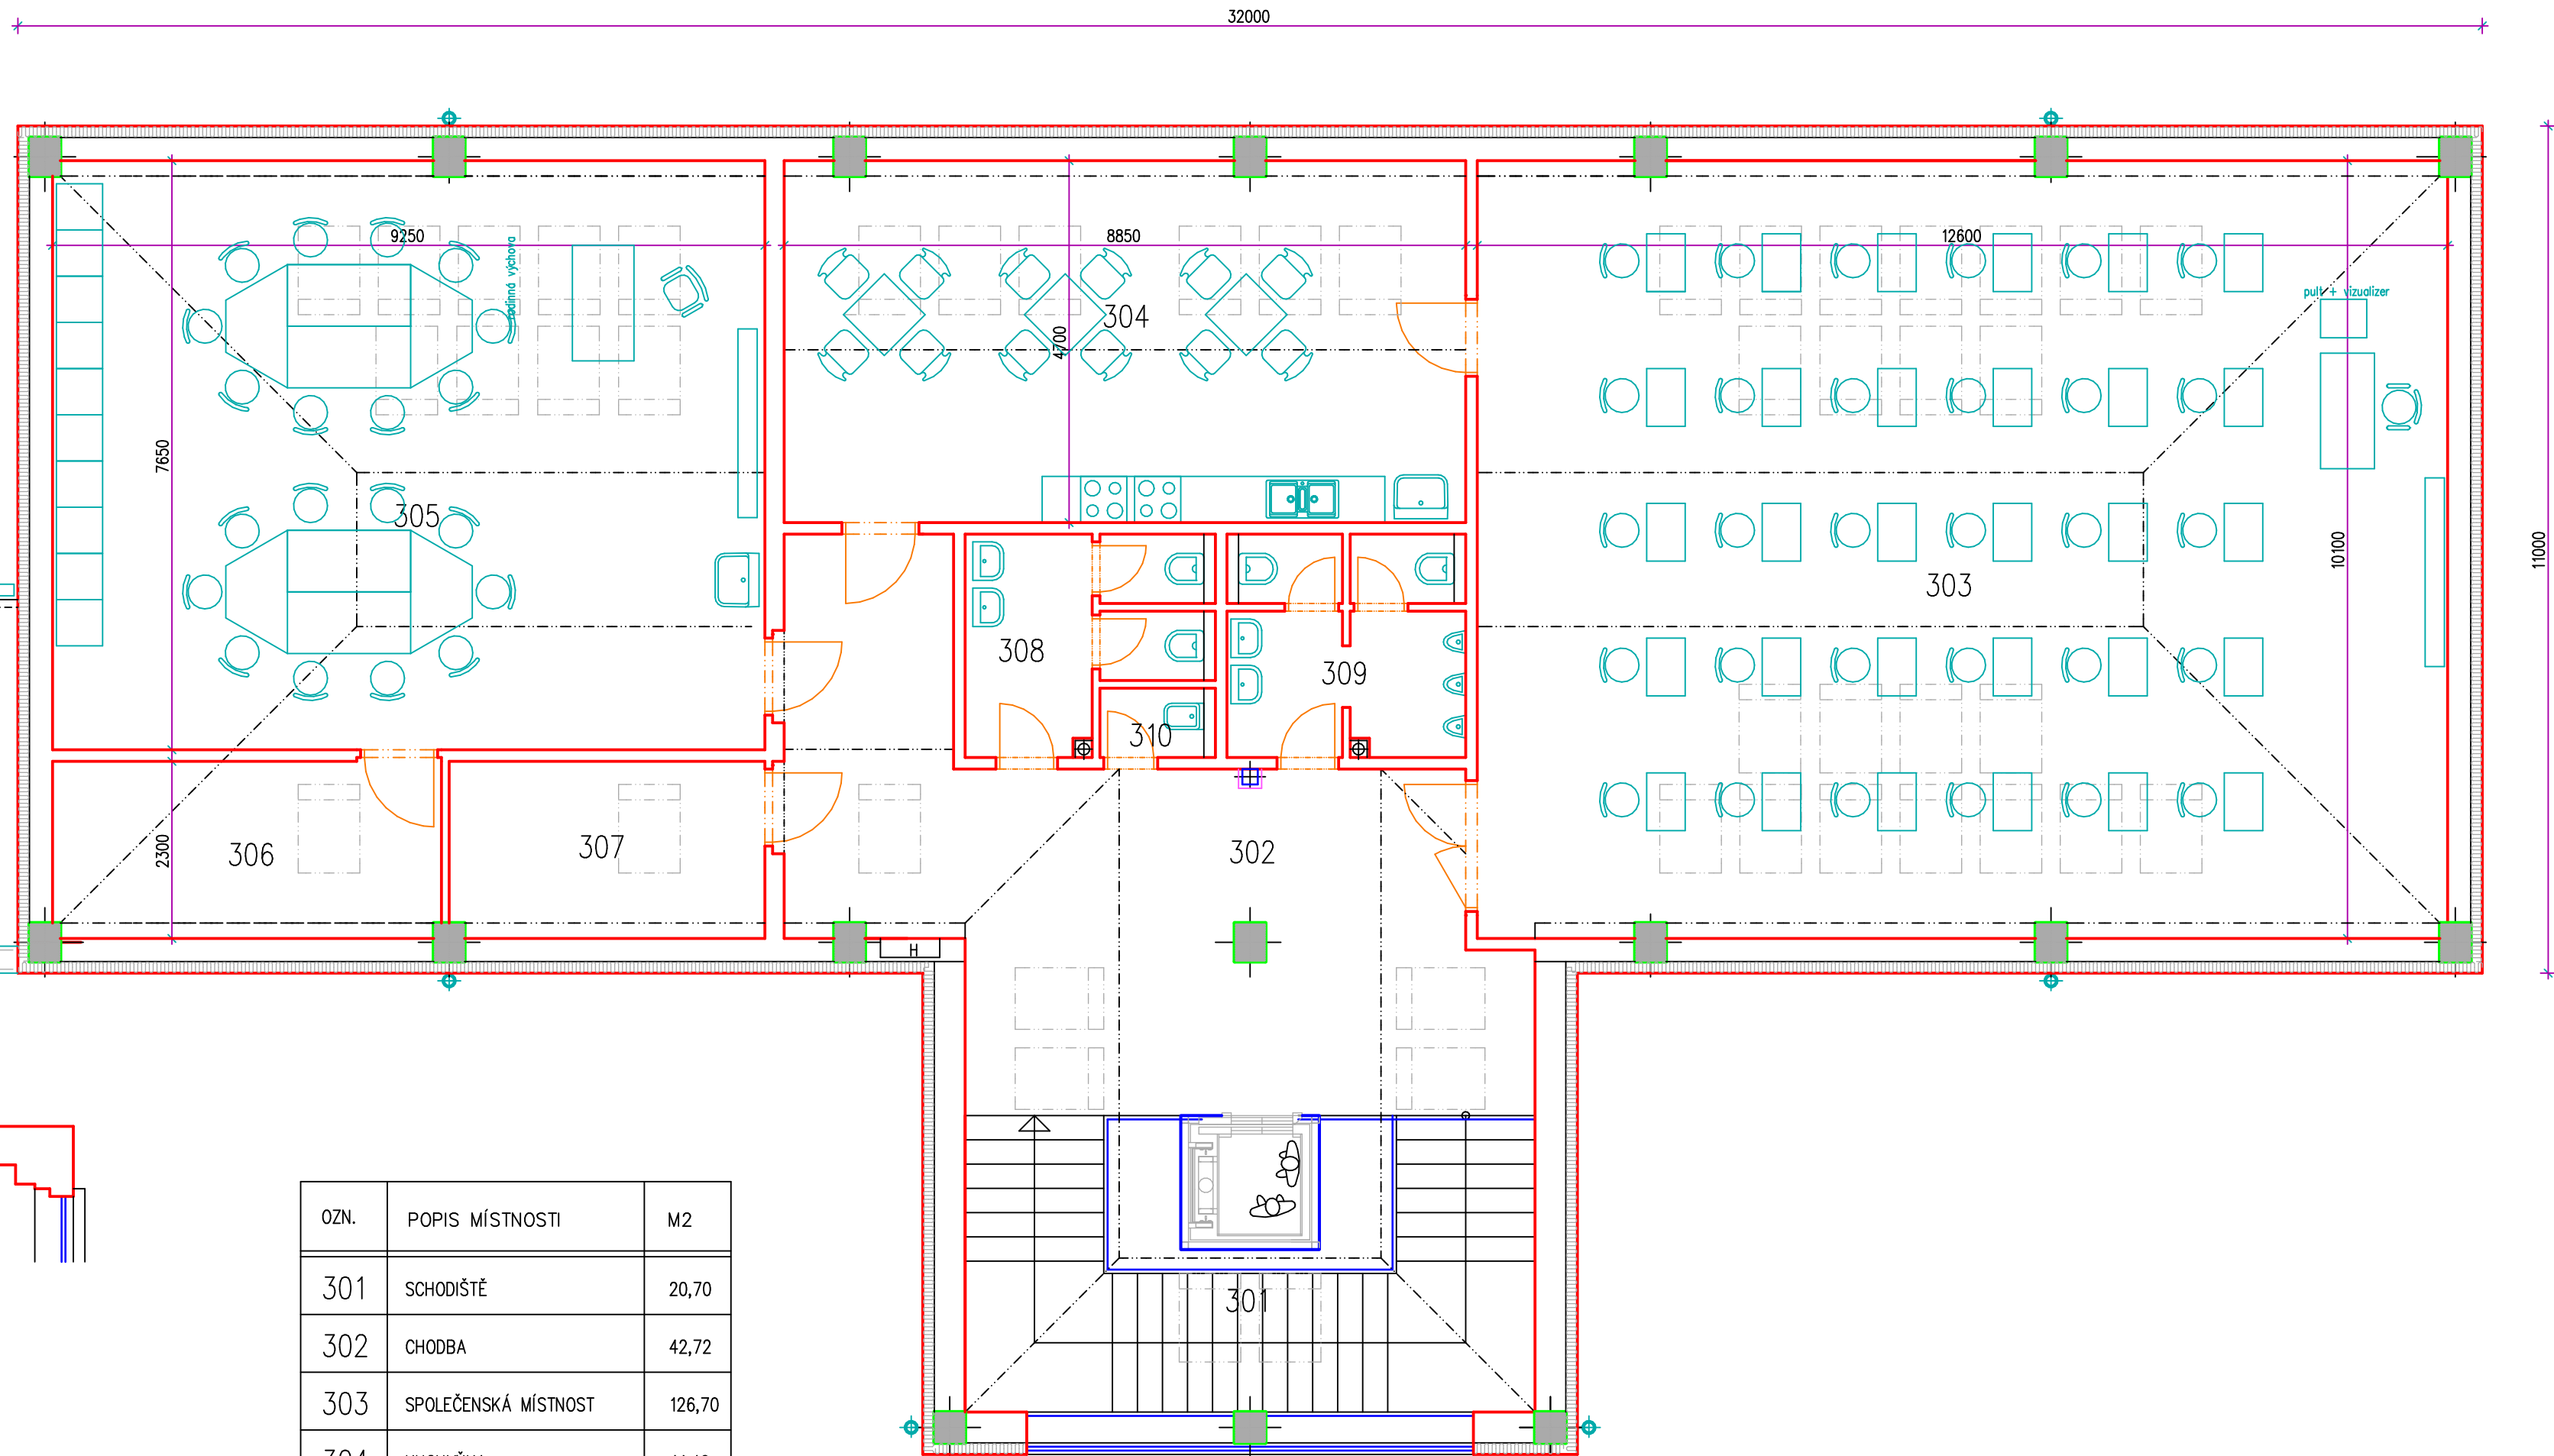 32000
9250
8850
12600
rodinná výchova
pult + vizualizer
304
4700
7650
305
10100
11000
303
308
309
310
302
306
307
2300
H
301
OZN. POPIS MÍSTNOSTI M2
301 SCHODIŠTĚ 20,70
302 CHODBA 42,72
303 SPOLEČENSKÁ MÍSTNOST 126,70